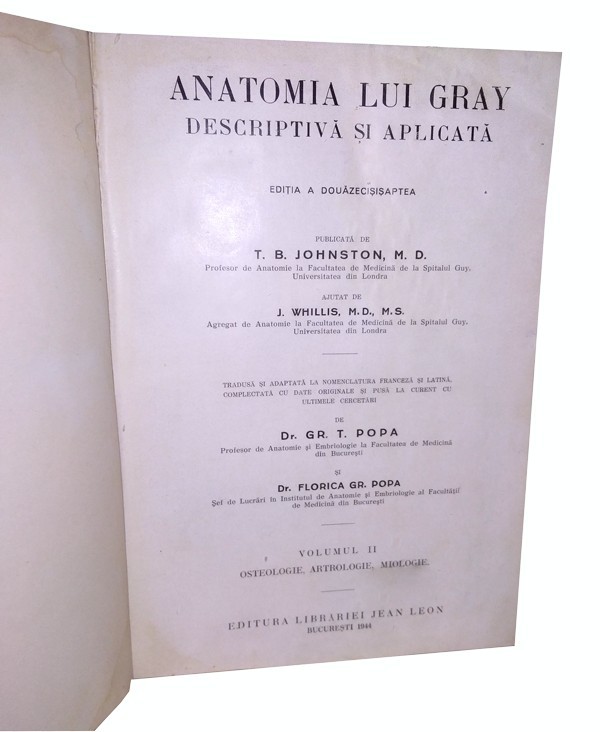 ANATOMIA LUI GRAY
DESCRIPTIVĂ ȘI APLICATĂ
EDIȚIA A DOUĂZECIȘIȘAPTEA
PUBLICATĂ DE
T. B. JOHNSTON, M. D.
Profesor de Anatomie la Facultatea de Medicină de la Spitalul Guy,
Universitatea din Londra
AJUTAT DE
J. WHILLIS, M.D., M.S.
Agregat de Anatomie la Facultatea de Medicină de la Spitalul Guy,
Universitatea din Londra
TRADUSĂ ȘI ADAPTATĂ LA NOMENCLATURA FRANCEZĂ ȘI LATINĂ,
COMPLECTATĂ CU DATE ORIGINALE ȘI PUSĂ LA CURENT CU
ULTIMELE CERCETĂRI
DE
Dr. GR. T. POPA
Profesor de Anatomie și Embriologie la Facultatea de Medicină
din București
ȘI
Dr. FLORICA GR. POPA
Șef de Lucrări în Institutul de Anatomie și Embriologie al Facultății
de Medicină din București
VOLUMUL II
OSTEOLOGIE, ARTROLOGIE, MIOLOGIE.
EDITURA LIBRĂRIEI JEAN LEON
BUCUREȘTI 1944